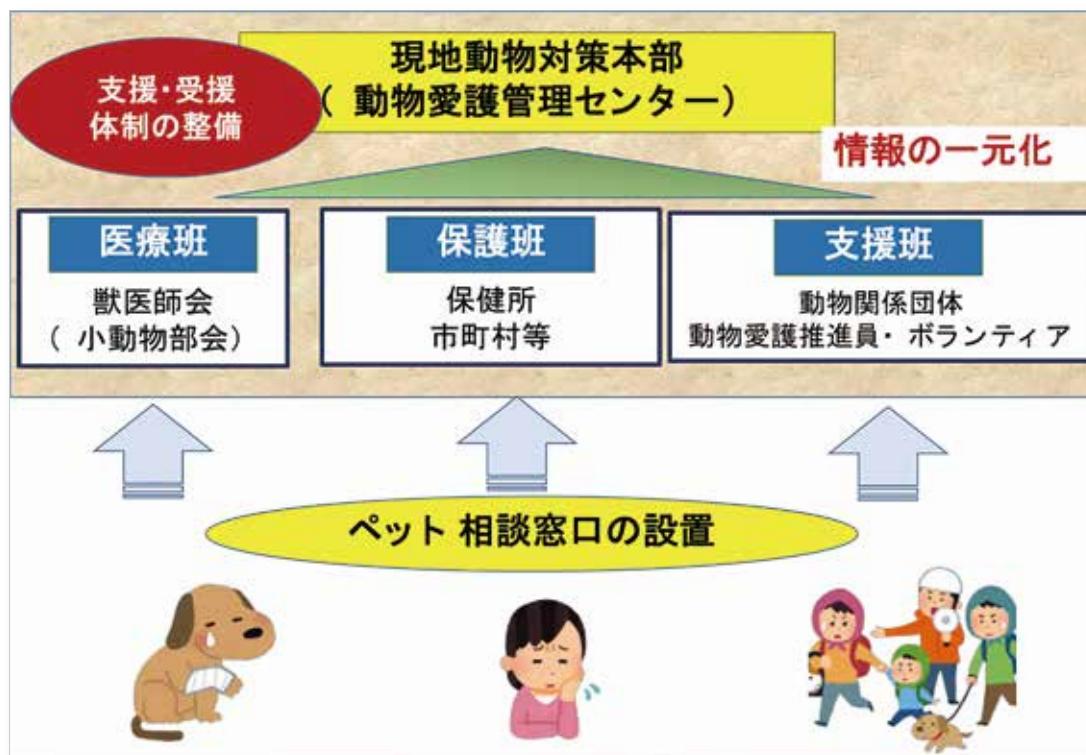 現地動物対策本部
( 動物愛護管理センター)
支援・受援
体制の整備
情報の一元化
医療班
獣医師会
( 小動物部会)
保護班
保健所
市町村等
支援班
動物関係団体
動物愛護推進員・ ボランティア
ペット 相談窓口の設置